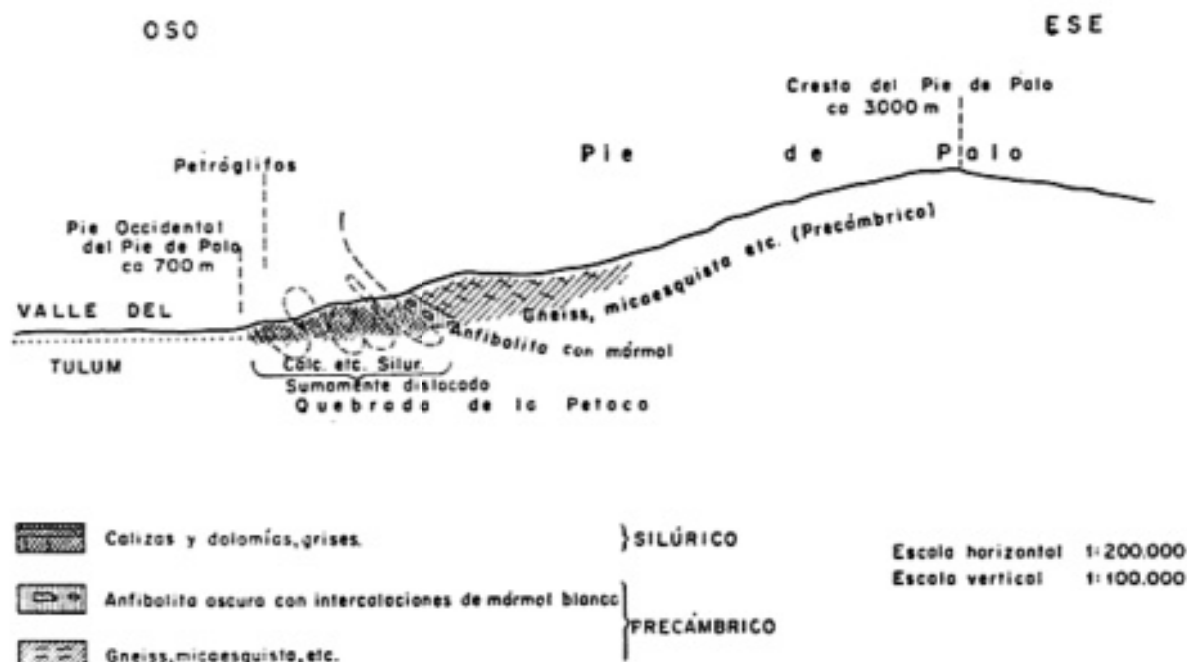 OSO
ESE
Cresta del Pie de Palo
ca 3000 m
Pie de Palo
Petróglifos
Pie Occidental
del Pie de Palo
ca 700 m
VALLE DEL
TULUM
Gneiss, micaesquista etc. (Precámbrico)
Anfibolita con mármol
Calc. etc. Silur.
Sumamente dislocado
Quebrada de la Petaca
Calizas y dolomías, grises.
SILÚRICO
Escala horizontal 1:200.000
Escala vertical 1:100.000
Anfibolita oscura con intercalaciones de mármol blanco
PRECÁMBRICO
Gneiss, micaesquista, etc.